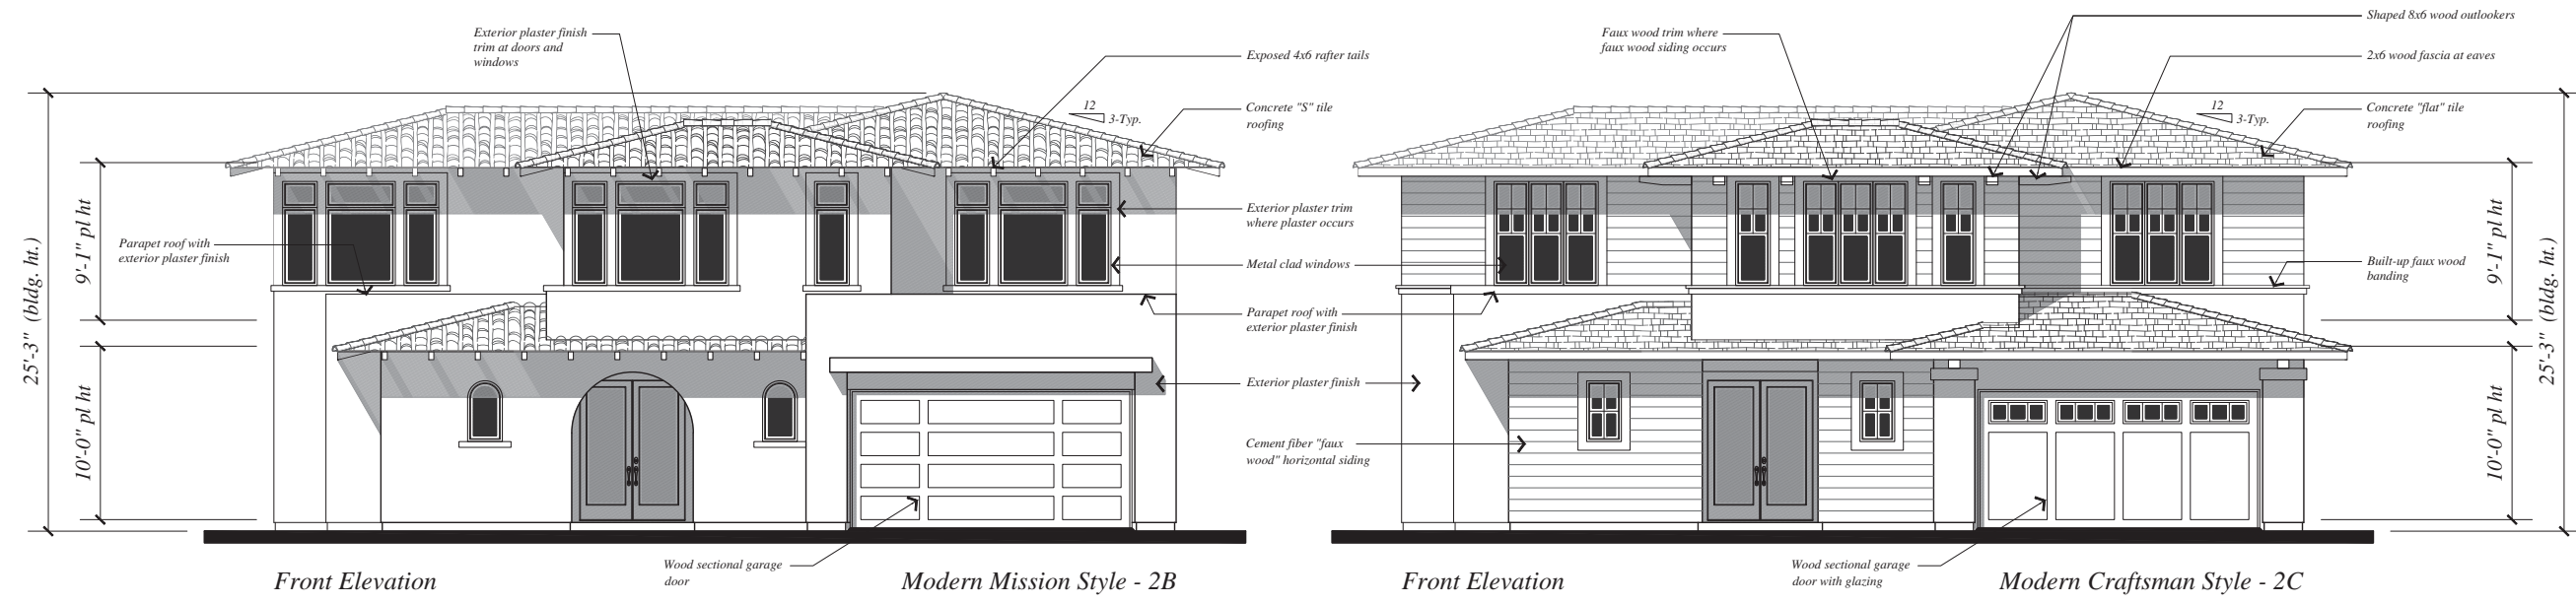 Exterior plaster finish
trim at doors and
windows
Exposed 4x6 rafter tails
12
3-Typ.
Concrete "S" tile
roofing
Exterior plaster trim
where plaster occurs
Parapet roof with
exterior plaster finish
Metal clad windows
Parapet roof with
exterior plaster finish
Exterior plaster finish
Cement fiber "faux
wood" horizontal siding
25'-3" (bldg. ht.)
9'-1" pl ht
10'-0" pl ht
Wood sectional garage
door
Front Elevation
Modern Mission Style - 2B
Faux wood trim where
faux wood siding occurs
Shaped 8x6 wood outlookers
2x6 wood fascia at eaves
12
3-Typ.
Concrete "flat" tile
roofing
Built-up faux wood
banding
9'-1" pl ht
10'-0" pl ht
25'-3" (bldg. ht.)
Wood sectional garage
door with glazing
Front Elevation
Modern Craftsman Style - 2C